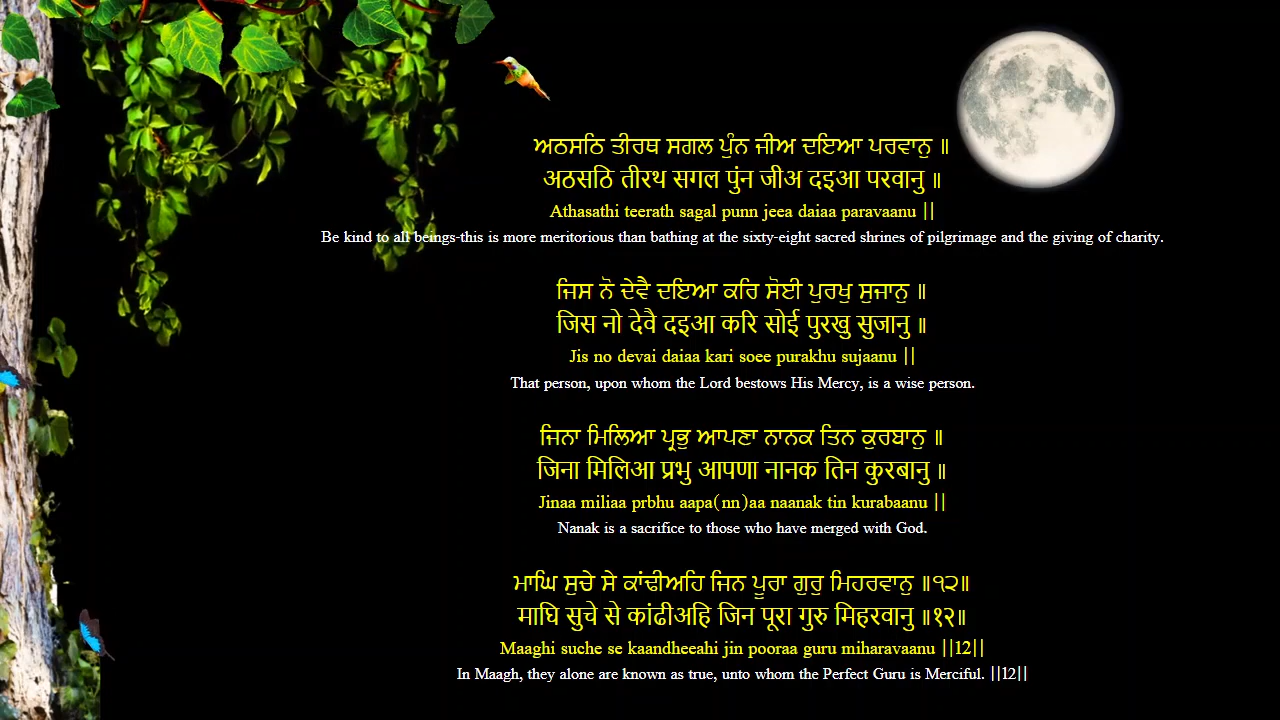 ਅਠਸਠਿ ਤੀਰਥ ਸਗਲ ਪੁੰਨ ਜੀਅ ਦਇਆ ਪਰਵਾਨੁ ॥
अठसठि तीरथ सगल पुंन जीअ दइआ परवानु ॥
Athasathi teerath sagal punn jeea daiaa paravaanu ||
Be kind to all beings-this is more meritorious than bathing at the sixty-eight sacred shrines of pilgrimage and the giving of charity.
ਜਿਸ ਨੋ ਦੇਵੈ ਦਇਆ ਕਰਿ ਸੋਈ ਪੁਰਖੁ ਸੁਜਾਨੁ ॥
जिस नो देवै दइआ करि सोई पुरखु सुजानु ॥
Jis no devai daiaa kari soee purakhu sujaanu ||
That person, upon whom the Lord bestows His Mercy, is a wise person.
ਜਿਨਾ ਮਿਲਿਆ ਪ੍ਰਭੁ ਆਪਣਾ ਨਾਨਕ ਤਿਨ ਕੁਰਬਾਨੁ ॥
जिना मिलिआ प्रभु आपणा नानक तिन कुरबानु ॥
Jinaa miliaa prbhu aapa(nn)aa naanak tin kurabaanu ||
Nanak is a sacrifice to those who have merged with God.
ਮਾਘਿ ਸੁਚੇ ਸੇ ਕਾਂਢੀਅਹਿ ਜਿਨ ਪੂਰਾ ਗੁਰੁ ਮਿਹਰਵਾਨੁ ॥੧੨॥
माघि सुचे से कांढीअहि जिन पूरा गुरु मिहरवानु ॥१२॥
Maaghi suche se kaandheeahi jin pooraa guru miharavaanu ||12||
In Maagh, they alone are known as true, unto whom the Perfect Guru is Merciful. ||12||